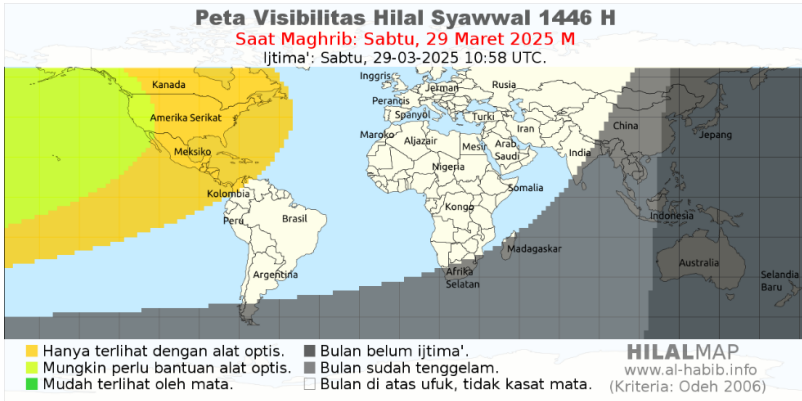 Peta Visibilitas Hilal Syawwal 1446 H
Saat Maghrib: Sabtu, 29 Maret 2025 M
Ijtima': Sabtu, 29-03-2025 10:58 UTC.
Inggris
Rusia
Kanada
Jerman
Perancis
Amerika Serikat
Spanyol
Turki
China
Maroko
Iran
Jepang
Aljazair
Mesir
Arab
Saudi
India
Meksiko
Nigeria
Kolombia
Somalia
Kongo
Indonesia
Peru
Brasil
Madagaskar
Australia
Argentina
Afrika
Selatan
Selandia
Baru
Hanya terlihat dengan alat optis.
Mungkin perlu bantuan alat optis.
Mudah terlihat oleh mata.
Bulan belum ijtima'.
Bulan sudah tenggelam.
Bulan di atas ufuk, tidak kasat mata.
HILALMAP
www.al-habib.info
(Kriteria: Odeh 2006)